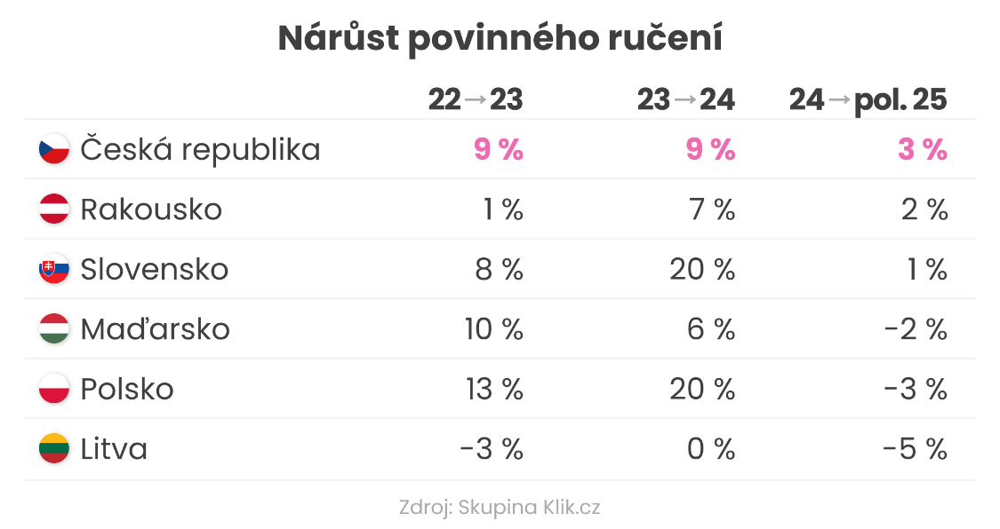 Nárůst povinného ručení
22→23 23→24 24→pol. 25
Česká republika 9 % 9 % 3 %
Rakousko 1 % 7 % 2 %
Slovensko 8 % 20 % 1 %
Maďarsko 10 % 6 % -2 %
Polsko 13 % 20 % -3 %
Litva -3 % 0 % -5 %
Zdroj: Skupina Klik.cz